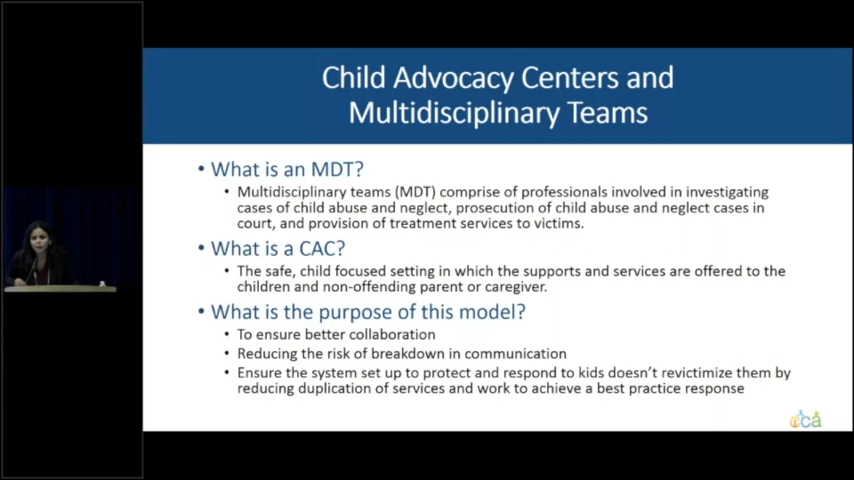 Child Advocacy Centers and
Multidisciplinary Teams
• What is an MDT?
• Multidisciplinary teams (MDT) comprise of professionals involved in investigating
cases of child abuse and neglect, prosecution of child abuse and neglect cases in
court, and provision of treatment services to victims.
• What is a CAC?
• The safe, child focused setting in which the supports and services are offered to the
children and non-offending parent or caregiver.
• What is the purpose of this model?
• To ensure better collaboration
• Reducing the risk of breakdown in communication
• Ensure the system set up to protect and respond to kids doesn’t revictimize them by
reducing duplication of services and work to achieve a best practice response